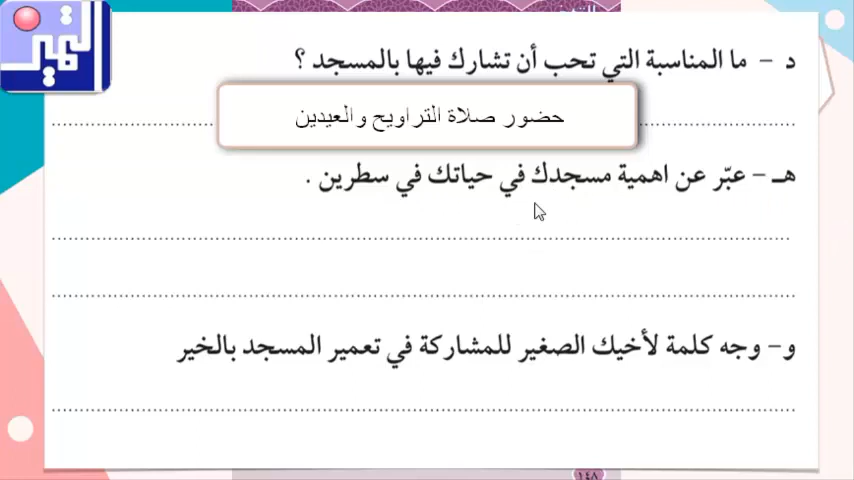 التميز
د - ما المناسبة التي تحب أن تشارك فيها بالمسجد ؟
حضور صلاة التراويح والعيدين
هـ - عبّر عن اهمية مسجدك في حياتك في سطرين .
و- وجه كلمة لأخيك الصغير للمشاركة في تعمير المسجد بالخير
١٤٨